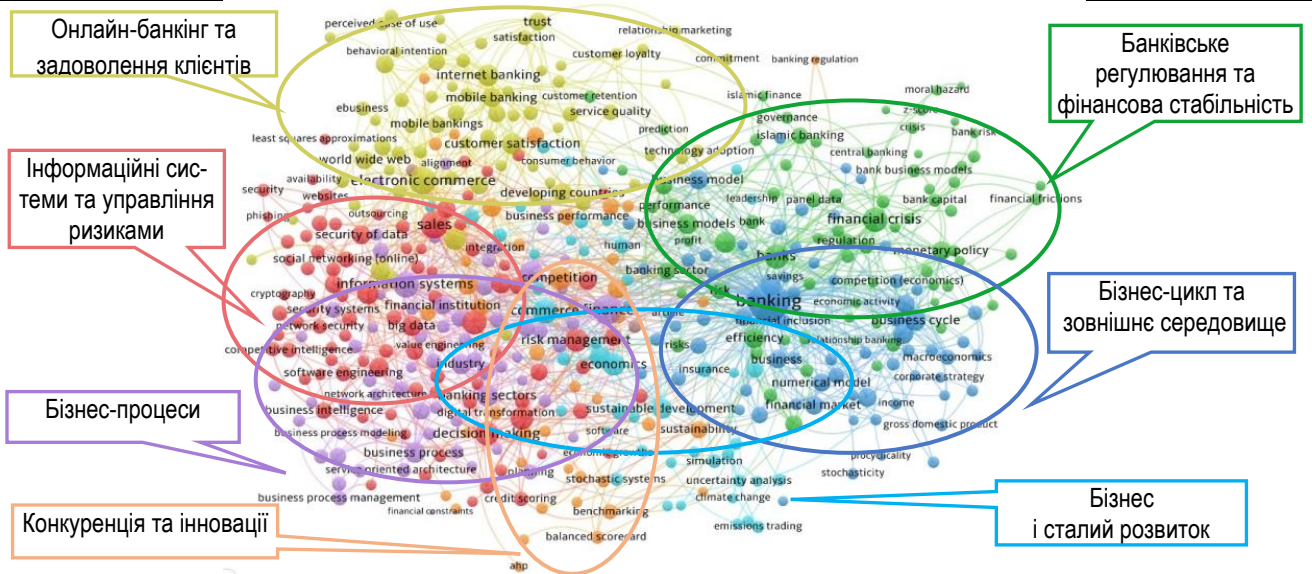 Онлайн-банкінг та
задоволення клієнтів
Інформаційні сис-
теми та управління
ризиками
Бізнес-процеси
Конкуренція та інновації
Банківське
регулювання та
фінансова стабільність
Бізнес-цикл та
зовнішнє середовище
Бізнес
і сталий розвиток
perceived ease of use
trust
satisfaction
relationship marketing
behavioral intention
customer loyalty
commitment
banking regulation
internet banking
mobile banking
customer retention
islamic finance
moral hazard
ebusiness
service quality
governance
z-score
mobile bankings
prediction
islamic banking
crisis
bank risk
least squares approximations
customer satisfaction
technology adoption
central banking
world wide web
alignment
consumer behavior
bank business models
availability
electronic commerce
business model
security
websites
developing countries
leadership
panel data
bank capital
financial frictions
phishing
outsourcing
sales
business performance
performance
business models
bank
financial crisis
security of data
integration
human
profit
regulation
monetary policy
social networking (online)
banks
information systems
competition
banking sector
savings
competition (economics)
cryptography
security systems
financial institution
commerce finance
risk
banking
economic activity
network security
big data
article
financial inclusion
business cycle
competitive intelligence
value engineering
risk management
risks
efficiency
relationship banking
industry
economics
business
macroeconomics
software engineering
insurance
numerical model
corporate strategy
network architecture
banking sectors
business intelligence
digital transformation
sustainable development
financial market
income
business process modeling
decision making
software
sustainability
gross domestic product
business process
economic growth
simulation
procyclicality
service oriented architecture
planning
stochastic systems
uncertainty analysis
stochasticity
business process management
credit scoring
climate change
financial constraints
benchmarking
emissions trading
balanced scorecard
ahp